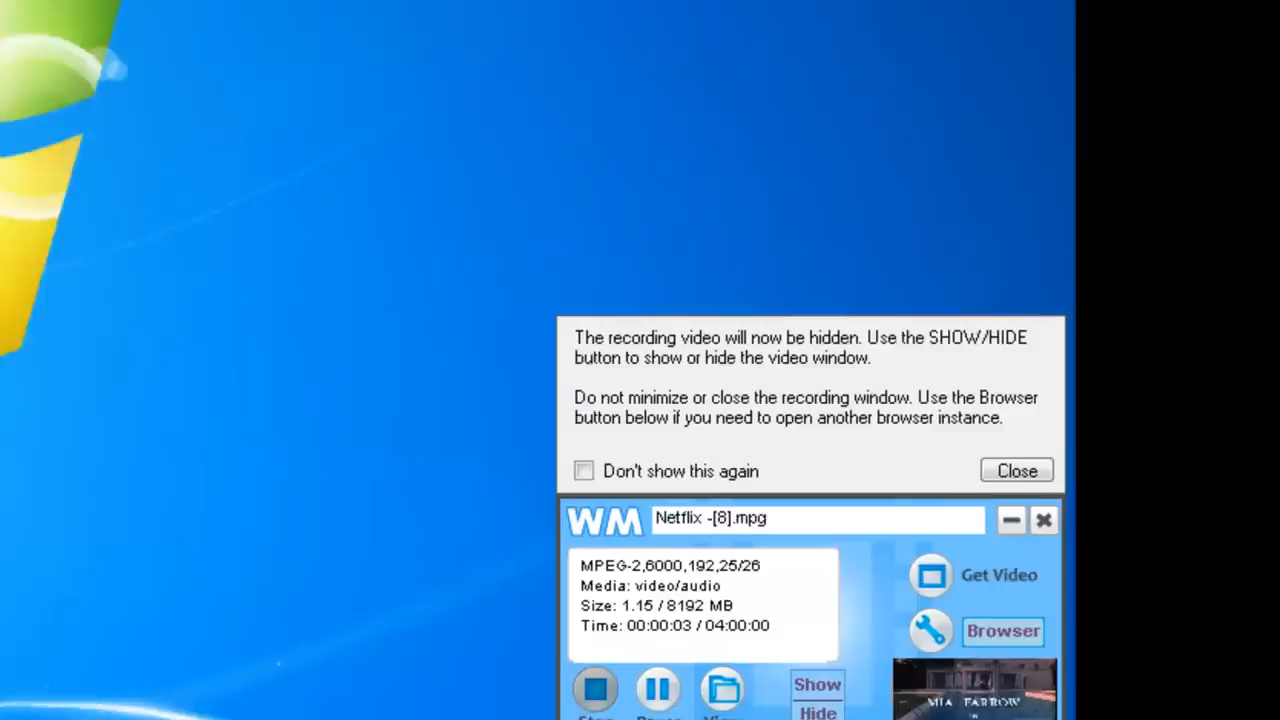 The recording video will now be hidden. Use the SHOW/HIDE
button to show or hide the video window.
Do not minimize or close the recording window. Use the Browser
button below if you need to open another browser instance.
Don't show this again
Close
WM
Netflix -[8].mpg
MPEG-2,6000,192,25/26
Media: video/audio
Size: 1.15 / 8192 MB
Time: 00:00:03 / 04:00:00
Get Video
Browser
Show
Hide
MIA FARROW